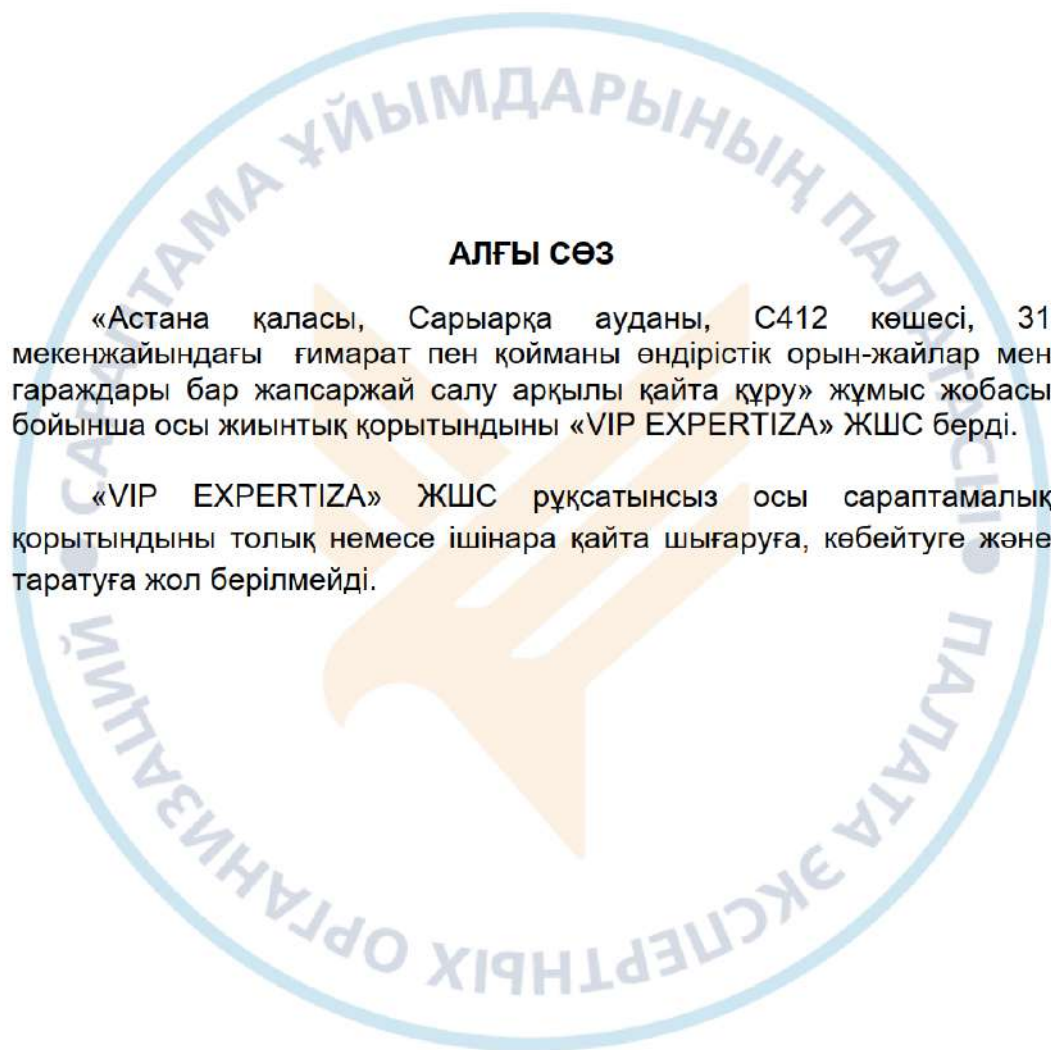 САРАПТАМА ҰЙЫМДАРЫНЫҢ ПАЛАТАСЫ
АЛҒЫ СӨЗ
«Астана қаласы, Сарыарқа ауданы, С412 көшесі, 31
мекенжайындағы ғимарат пен қойманы өндірістік орын-жайлар мен
гараждары бар жапсаржай салу арқылы қайта құру» жұмыс жобасы
бойынша осы жиынтық қорытындыны «VIP EXPERTIZA» ЖШС берді.
«VIP EXPERTIZA» ЖШС рұқсатынсыз осы сараптамалық
қорытындыны толық немесе ішінара қайта шығаруға, көбейтуге және
таратуға жол берілмейді.
ПАЛАТА ЭКСПЕРТНЫХ ОРГАНИЗАЦИЙ